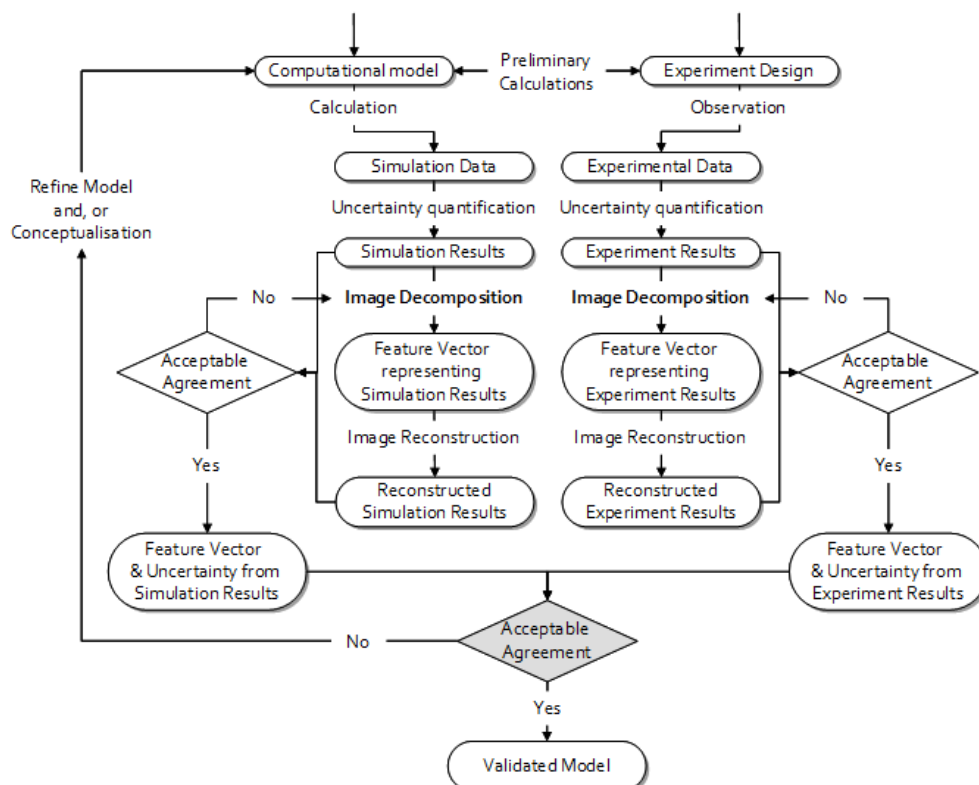 Preliminary
Calculations
Computational model
Experiment Design
Calculation
Observation
Simulation Data
Experimental Data
Refine Model
and, or
Conceptualisation
Uncertainty quantification
Uncertainty quantification
Simulation Results
Experiment Results
No
Image Decomposition
Image Decomposition
No
Acceptable
Agreement
Feature Vector
representing
Simulation Results
Feature Vector
representing
Experiment Results
Acceptable
Agreement
Image Reconstruction
Image Reconstruction
Yes
Yes
Reconstructed
Simulation Results
Reconstructed
Experiment Results
Feature Vector
& Uncertainty from
Simulation Results
Feature Vector
& Uncertainty from
Experiment Results
No
Acceptable
Agreement
Yes
Validated Model